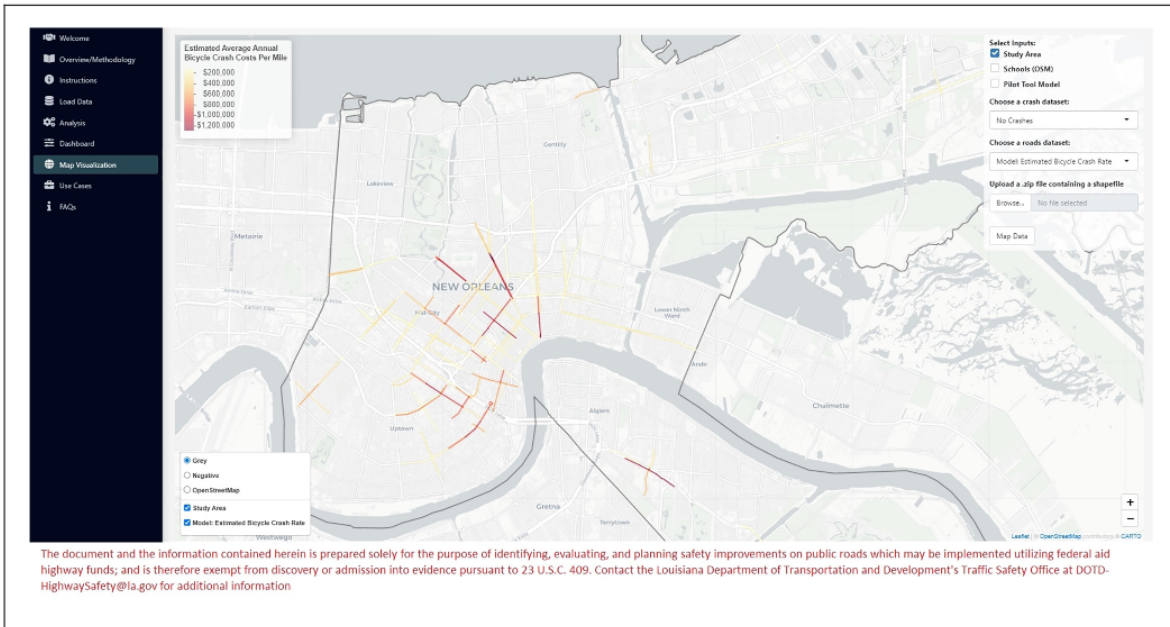 Welcome
Overview/Methodology
Instructions
Load Data
Analysis
Dashboard
Map Visualization
Use Cases
FAQs
Estimated Average Annual
Bicycle Crash Costs Per Mile
$200,000
$400,000
$600,000
$800,000
$1,000,000
$1,200,000
Select Inputs:
Study Area
Schools (OSM)
Pilot Tool Model
Choose a crash dataset:
No Crashes
Choose a roads dataset:
Model: Estimated Bicycle Crash Rate
Upload a .zip file containing a shapefile
Browse... No file selected
Map Data
Gentilly
Lakeview
Metairie
NEW ORLEANS
Mid-City
Lower Ninth
Ward
Arabi
Chalmette
Uptown
Algiers
Gretna
Terrytown
Westwego
Grey
Negative
OpenStreetMap
Study Area
Model: Estimated Bicycle Crash Rate
+
−
Leaflet | © OpenStreetMap contributors © CARTO
The document and the information contained herein is prepared solely for the purpose of identifying, evaluating, and planning safety improvements on public roads which may be implemented utilizing federal aid
highway funds; and is therefore exempt from discovery or admission into evidence pursuant to 23 U.S.C. 409. Contact the Louisiana Department of Transportation and Development's Traffic Safety Office at DOTD-
HighwaySafety@la.gov for additional information